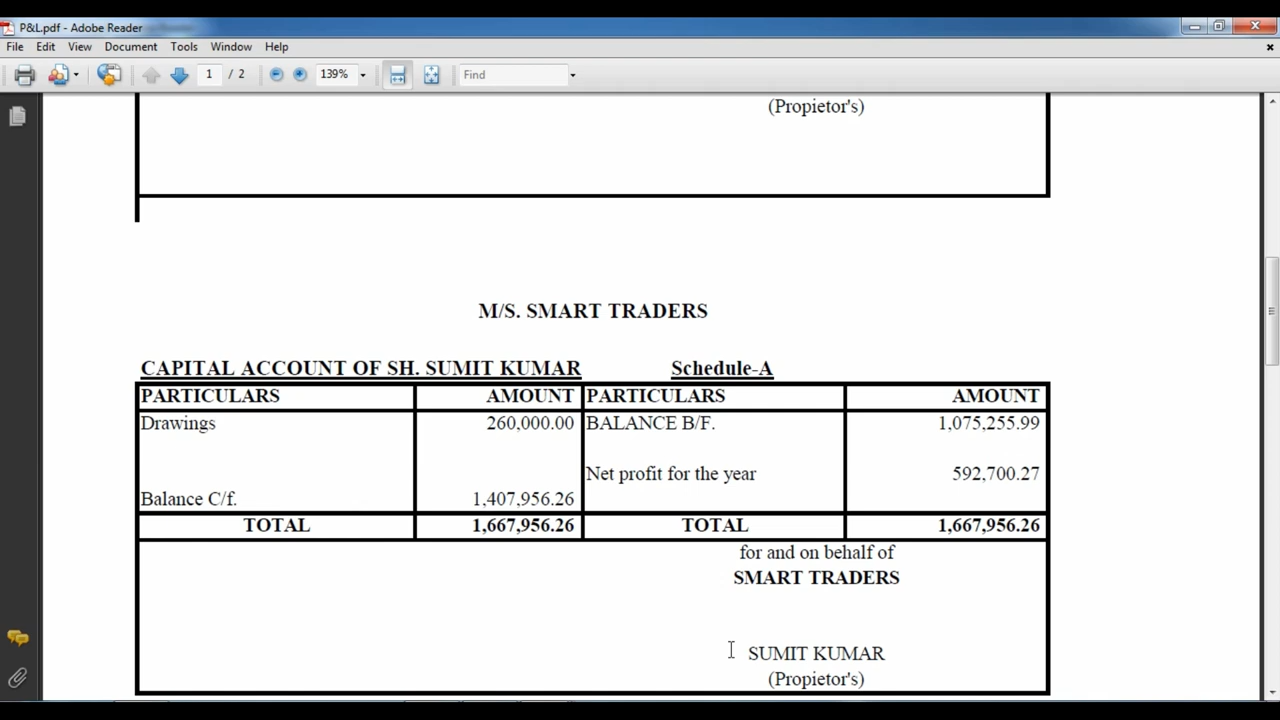 P&L.pdf - Adobe Reader
File Edit View Document Tools Window Help
1 / 2 139% Find
(Propietor's)
M/S. SMART TRADERS
CAPITAL ACCOUNT OF SH. SUMIT KUMAR Schedule-A
PARTICULARS AMOUNT PARTICULARS AMOUNT
Drawings 260,000.00 BALANCE B/F. 1,075,255.99
Net profit for the year 592,700.27
Balance C/f. 1,407,956.26
TOTAL 1,667,956.26 TOTAL 1,667,956.26
for and on behalf of
SMART TRADERS
SUMIT KUMAR
(Propietor's)